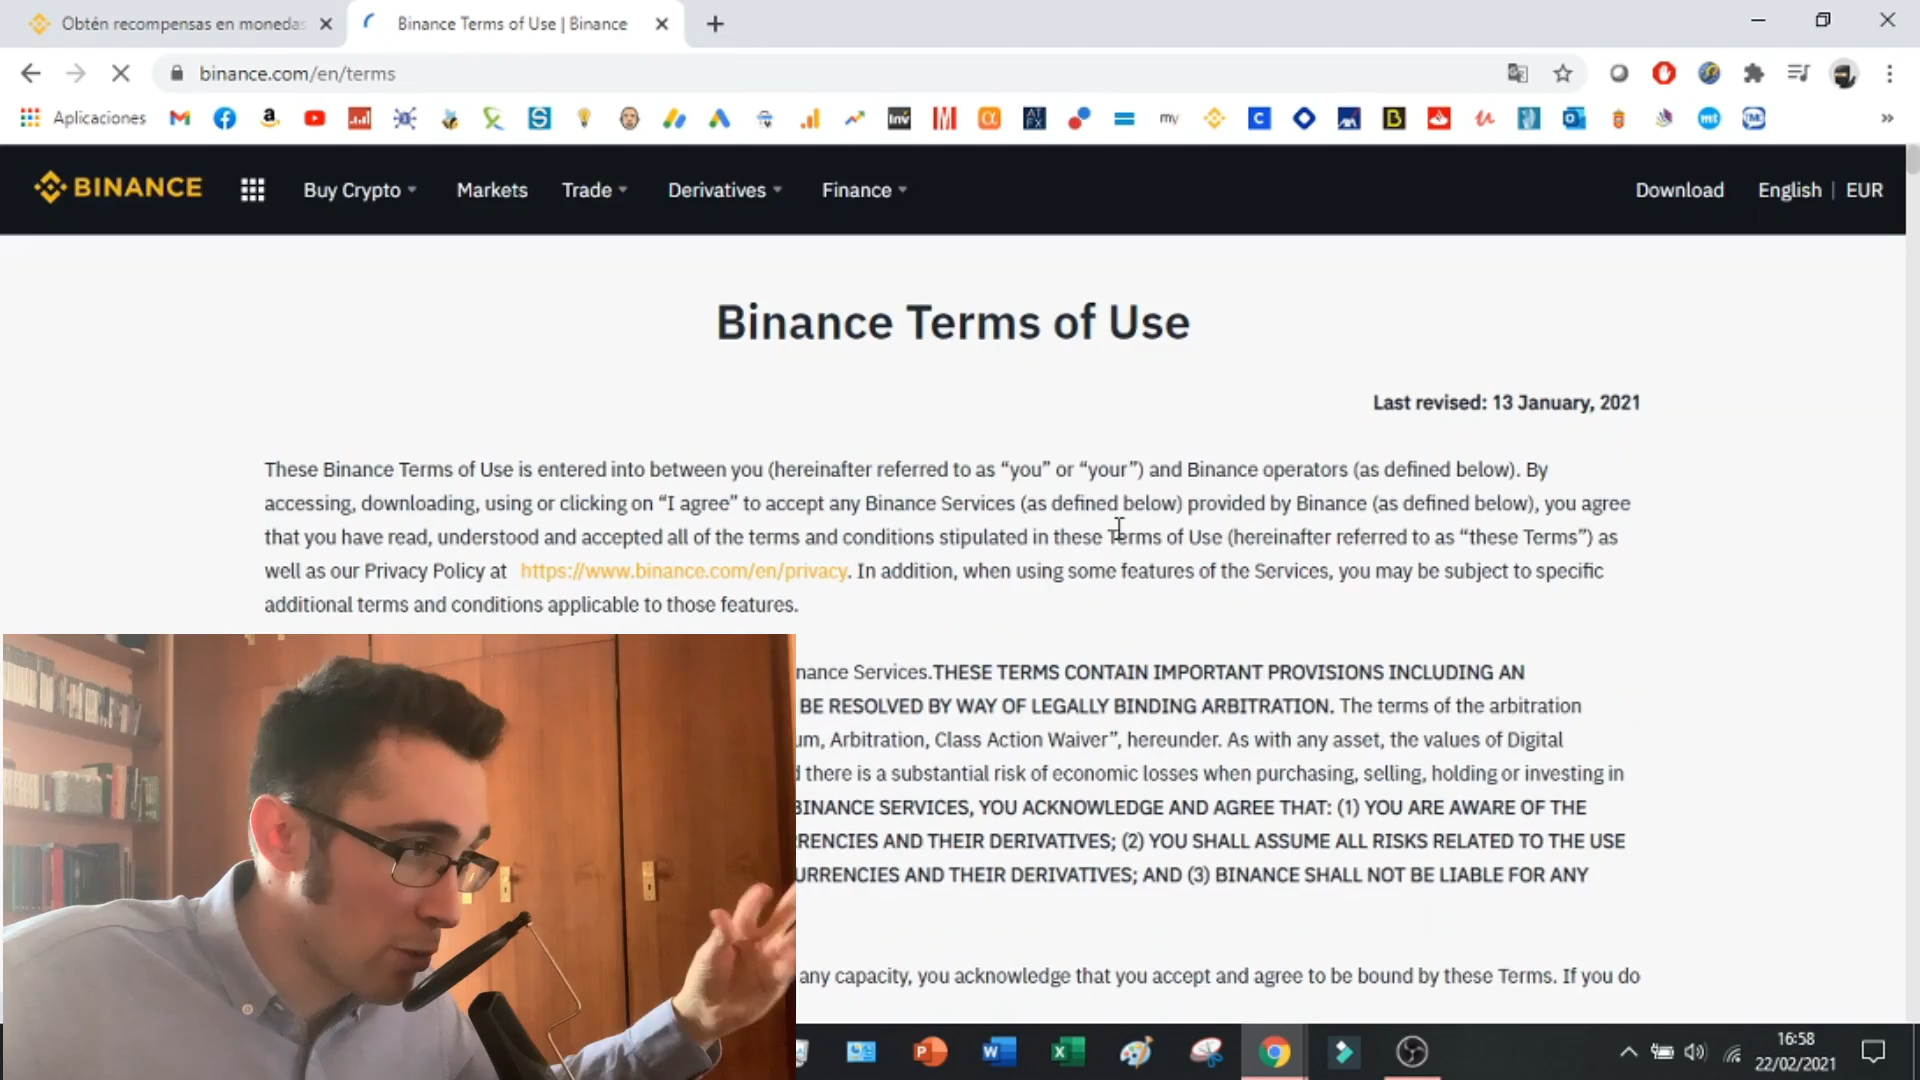 Obtén recompensas en monedas
Binance Terms of Use | Binance
binance.com/en/terms
Aplicaciones
my
BINANCE
Buy Crypto
Markets
Trade
Derivatives
Finance
Download
English | EUR
Binance Terms of Use
Last revised: 13 January, 2021
These Binance Terms of Use is entered into between you (hereinafter referred to as “you” or “your”) and Binance operators (as defined below). By
accessing, downloading, using or clicking on “I agree” to accept any Binance Services (as defined below) provided by Binance (as defined below), you agree
that you have read, understood and accepted all of the terms and conditions stipulated in these Terms of Use (hereinafter referred to as “these Terms”) as
well as our Privacy Policy at https://www.binance.com/en/privacy. In addition, when using some features of the Services, you may be subject to specific
additional terms and conditions applicable to those features.
nance Services.THESE TERMS CONTAIN IMPORTANT PROVISIONS INCLUDING AN
BE RESOLVED BY WAY OF LEGALLY BINDING ARBITRATION. The terms of the arbitration
um, Arbitration, Class Action Waiver”, hereunder. As with any asset, the values of Digital
there is a substantial risk of economic losses when purchasing, selling, holding or investing in
BINANCE SERVICES, YOU ACKNOWLEDGE AND AGREE THAT: (1) YOU ARE AWARE OF THE
RENCIES AND THEIR DERIVATIVES; (2) YOU SHALL ASSUME ALL RISKS RELATED TO THE USE
URRENCIES AND THEIR DERIVATIVES; AND (3) BINANCE SHALL NOT BE LIABLE FOR ANY
any capacity, you acknowledge that you accept and agree to be bound by these Terms. If you do
16:58
22/02/2021